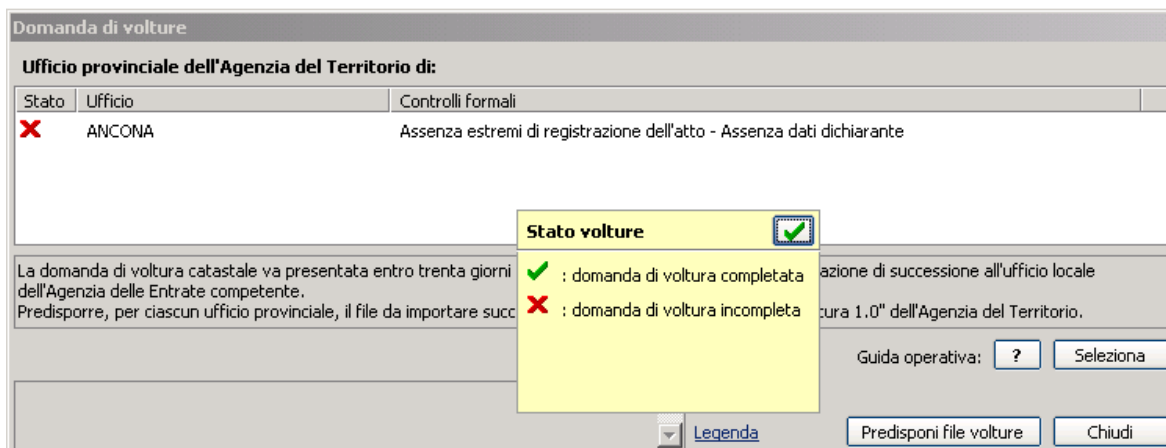 Domanda di volture
Ufficio provinciale dell'Agenzia del Territorio di:
Stato Ufficio Controlli formali
ANCONA Assenza estremi di registrazione dell'atto - Assenza dati dichiarante
Stato volture
: domanda di voltura completata
: domanda di voltura incompleta
La domanda di voltura catastale va presentata entro trenta giorni azione di successione all'ufficio locale
dell'Agenzia delle Entrate competente.
Predisporre, per ciascun ufficio provinciale, il file da importare succ tura 1.0" dell'Agenzia del Territorio.
Guida operativa: ? Seleziona
Legenda Predisponi file volture Chiudi